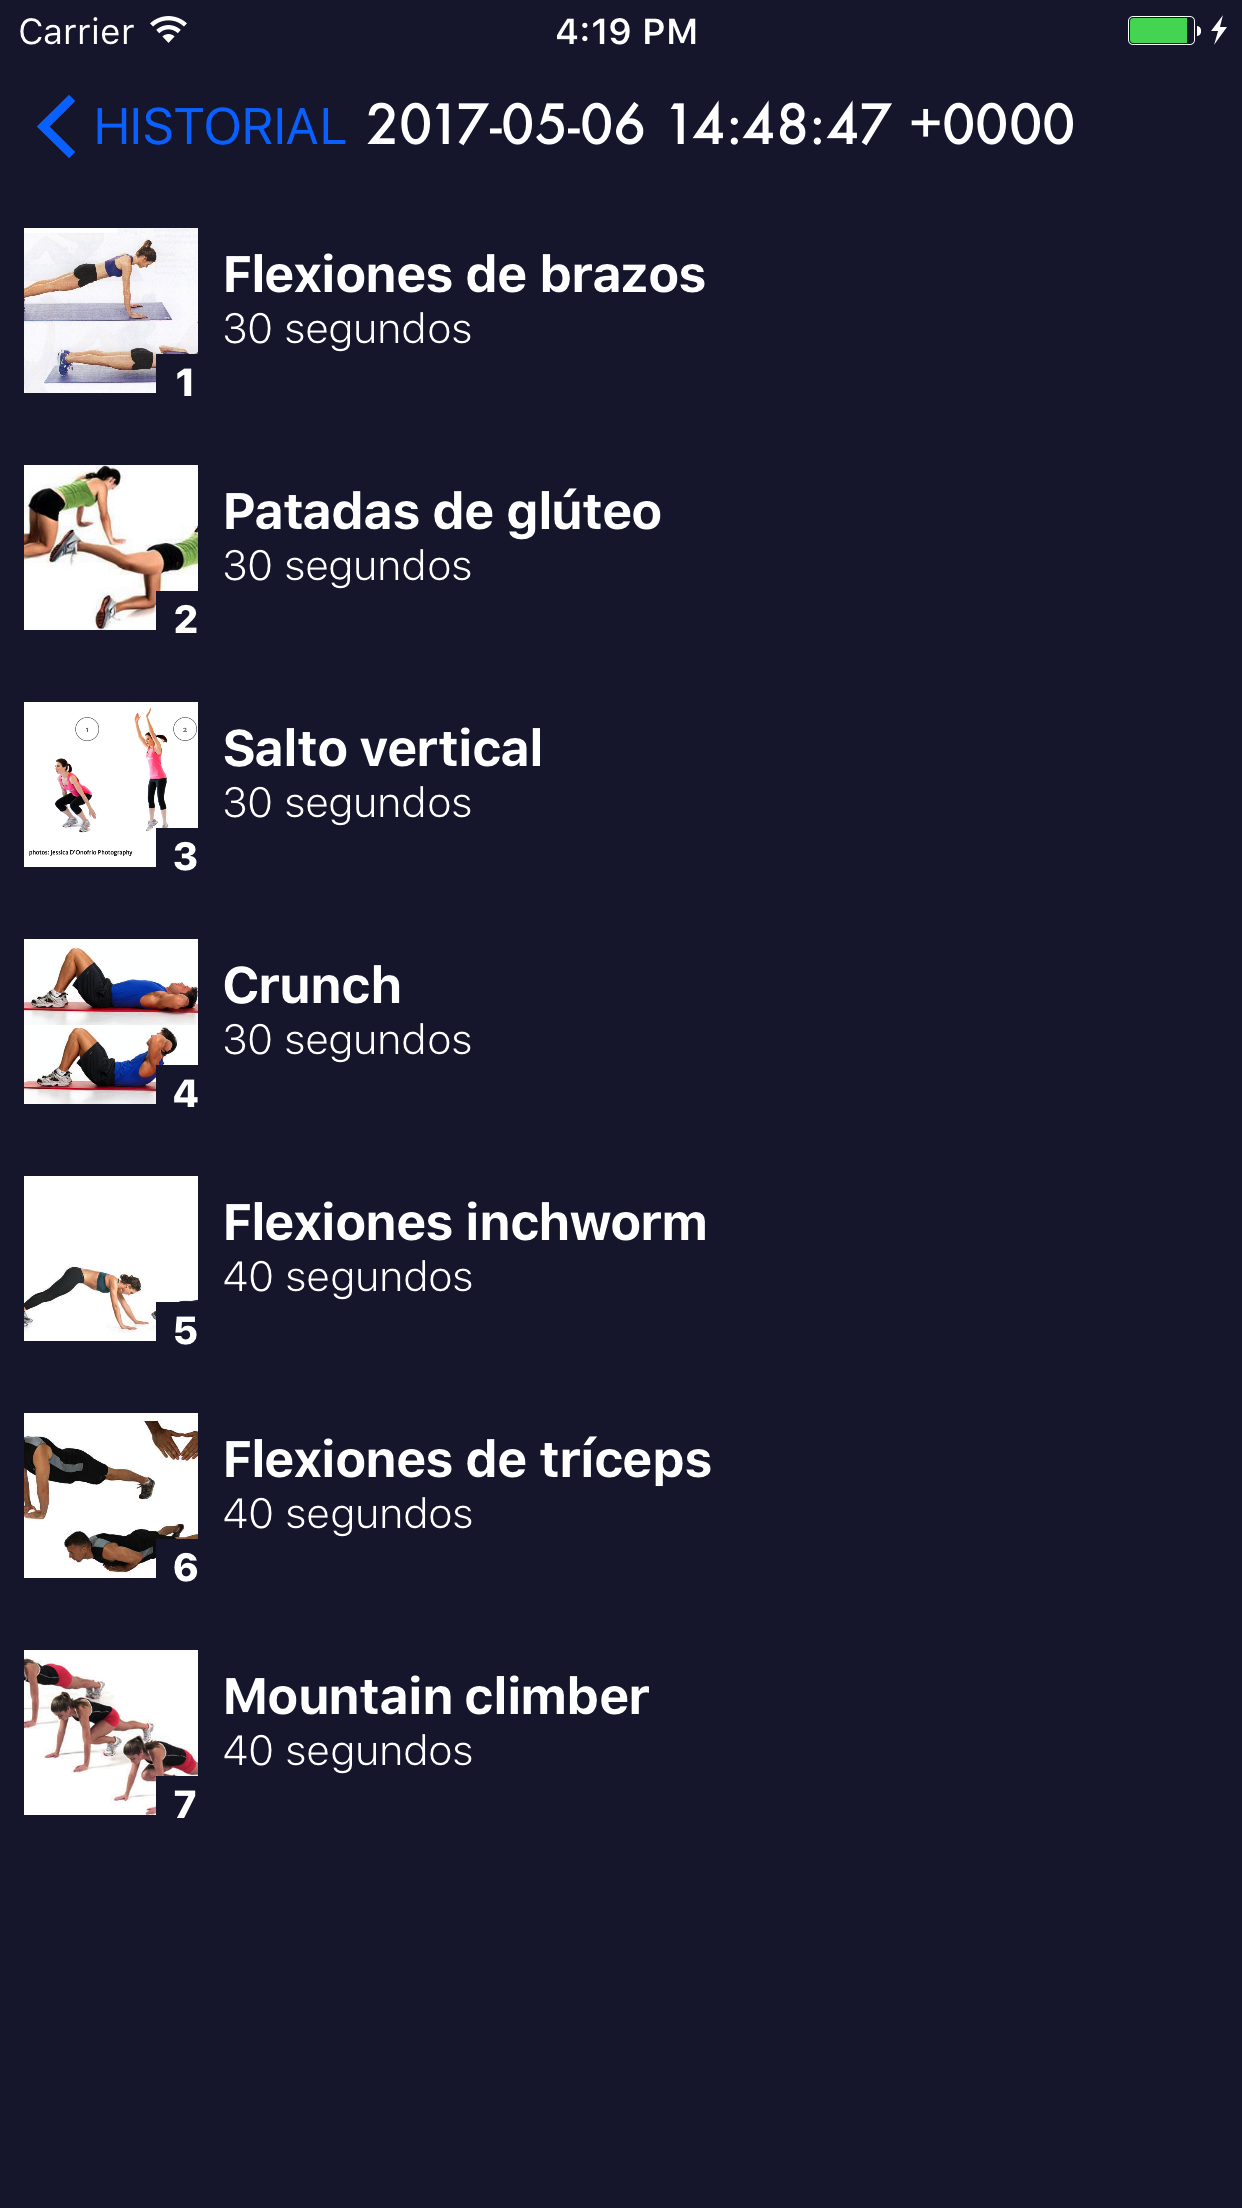 Carrier 4:19 PM
HISTORIAL 2017-05-06 14:48:47 +0000
Flexiones de brazos
30 segundos
1
Patadas de glúteo
30 segundos
2
1 2
Salto vertical
30 segundos
photos: Jessica D'Onofrio Photography
3
Crunch
30 segundos
4
Flexiones inchworm
40 segundos
5
Flexiones de tríceps
40 segundos
6
Mountain climber
40 segundos
7